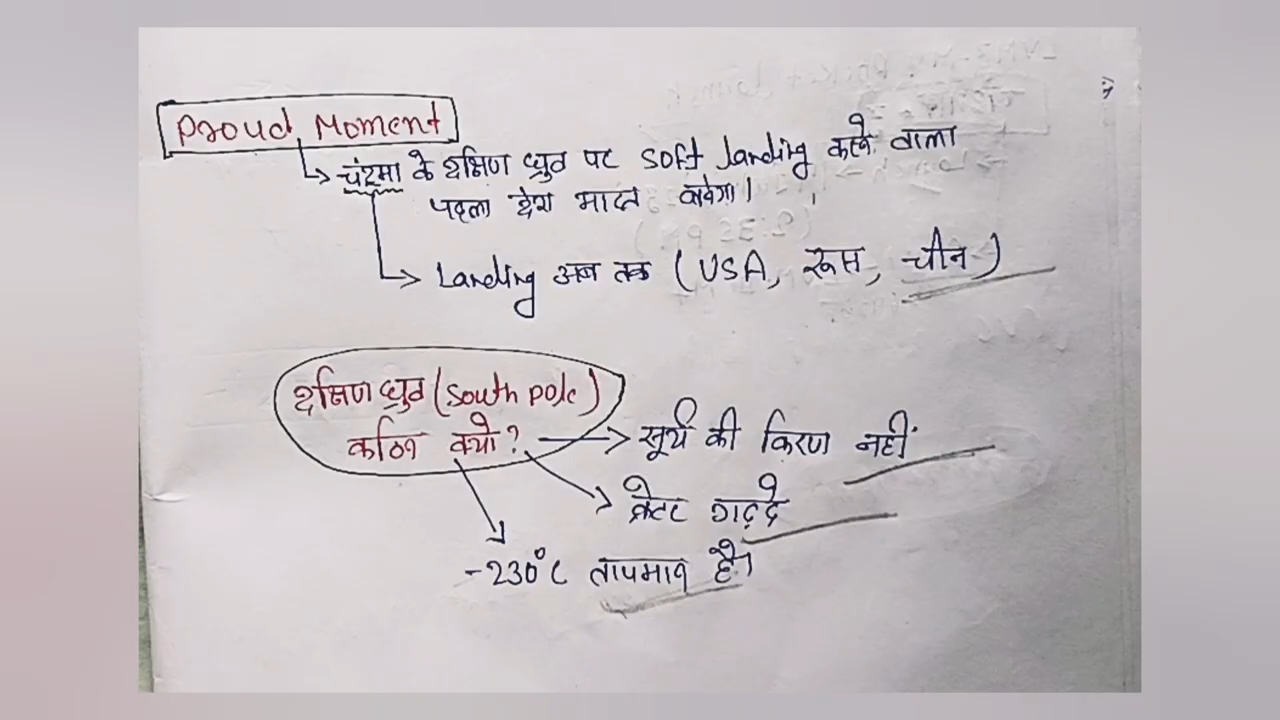 Proud Moment
चंद्रमा के दक्षिण ध्रुव पर soft landing करने वाला
पहला देश भारत बनेगा।
Landing अब तक (USA, रूस, चीन)
दक्षिण ध्रुव (South pole)
कठिन क्यो?
सूर्य की किरण नहीं
क्रेटर गढ्ढे
-230°C तापमान है।